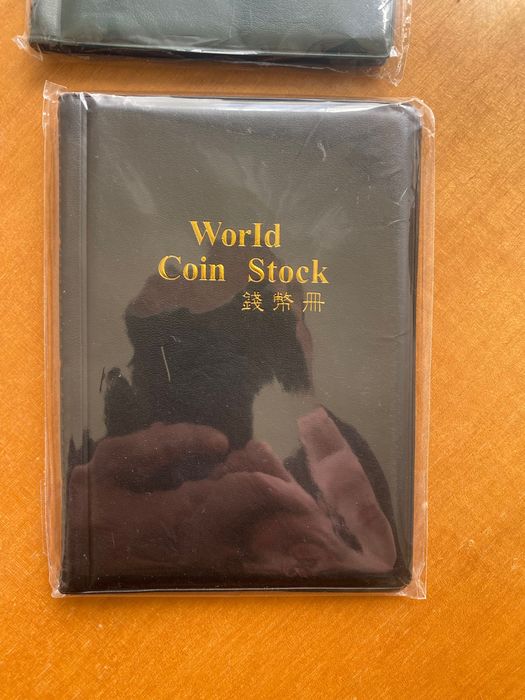 World
Coin Stock
錢幣冊